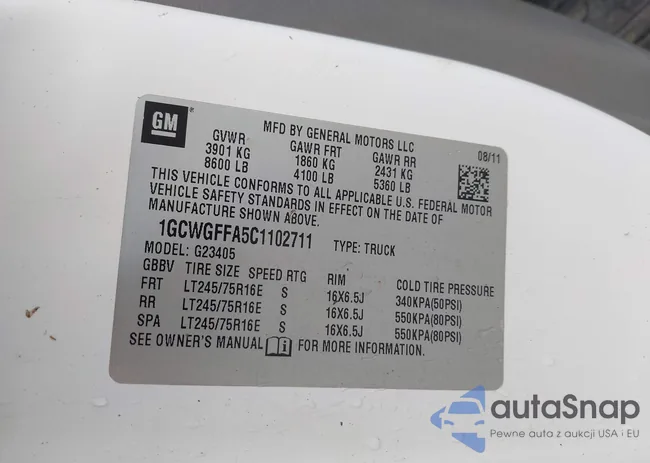 GM
MFD BY GENERAL MOTORS LLC 08/11
GVWR GAWR FRT GAWR RR
3901 KG 1860 KG 2431 KG
8600 LB 4100 LB 5360 LB
THIS VEHICLE CONFORMS TO ALL APPLICABLE U.S. FEDERAL MOTOR
VEHICLE SAFETY STANDARDS IN EFFECT ON THE DATE OF
MANUFACTURE SHOWN ABOVE.
1GCWGFFA5C1102711 TYPE: TRUCK
MODEL: G23405
GBBV TIRE SIZE SPEED RTG RIM COLD TIRE PRESSURE
FRT LT245/75R16E S 16X6.5J 340KPA(50PSI)
RR LT245/75R16E S 16X6.5J 550KPA(80PSI)
SPA LT245/75R16E S 16X6.5J 550KPA(80PSI)
SEE OWNER'S MANUAL FOR MORE INFORMATION.
autaSnap
Pewne auta z aukcji USA i EU